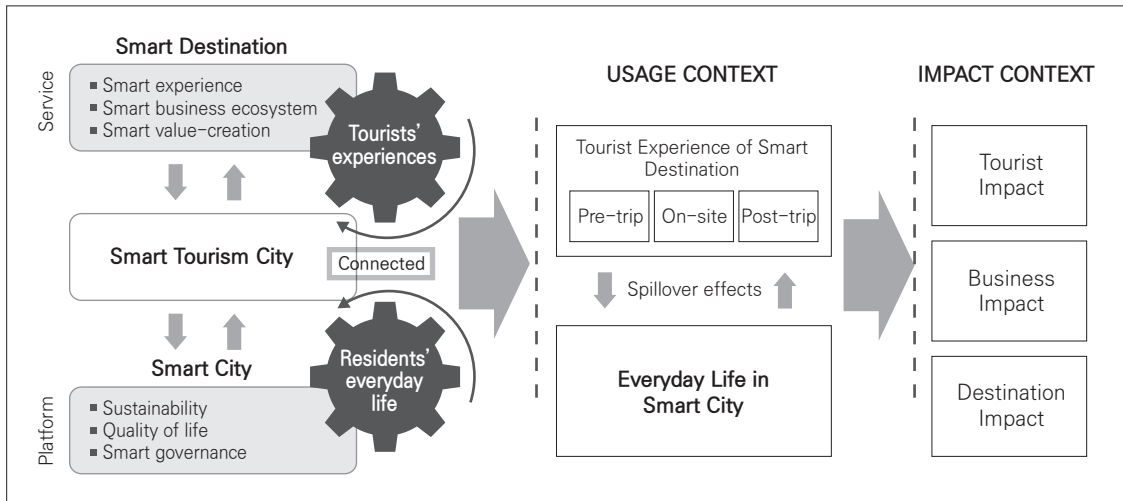 Smart Destination
Service
▪ Smart experience
▪ Smart business ecosystem
▪ Smart value-creation
Tourists'
experiences
Smart Tourism City
Connected
Smart City
Platform
▪ Sustainability
▪ Quality of life
▪ Smart governance
Residents'
everyday
life
USAGE CONTEXT
Tourist Experience of Smart
Destination
Pre-trip
On-site
Post-trip
Spillover effects
Everyday Life in
Smart City
IMPACT CONTEXT
Tourist
Impact
Business
Impact
Destination
Impact